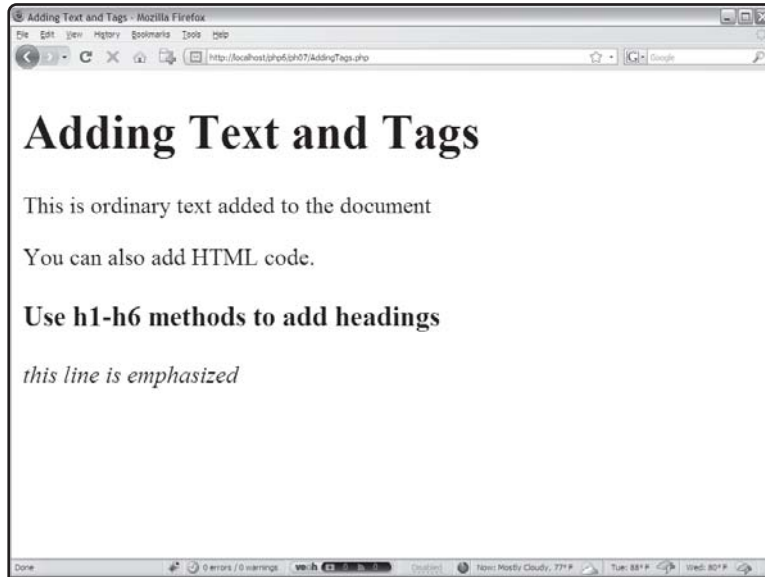 Adding Text and Tags - Mozilla Firefox
File Edit View History Bookmarks Tools Help
http://localhost/php6/ph07/AddingTags.php
Google
Adding Text and Tags
This is ordinary text added to the document
You can also add HTML code.
Use h1-h6 methods to add headings
this line is emphasized
Done 0 errors / 0 warnings veoh Disabled Now: Mostly Cloudy, 77° F Tue: 88° F Wed: 80° F